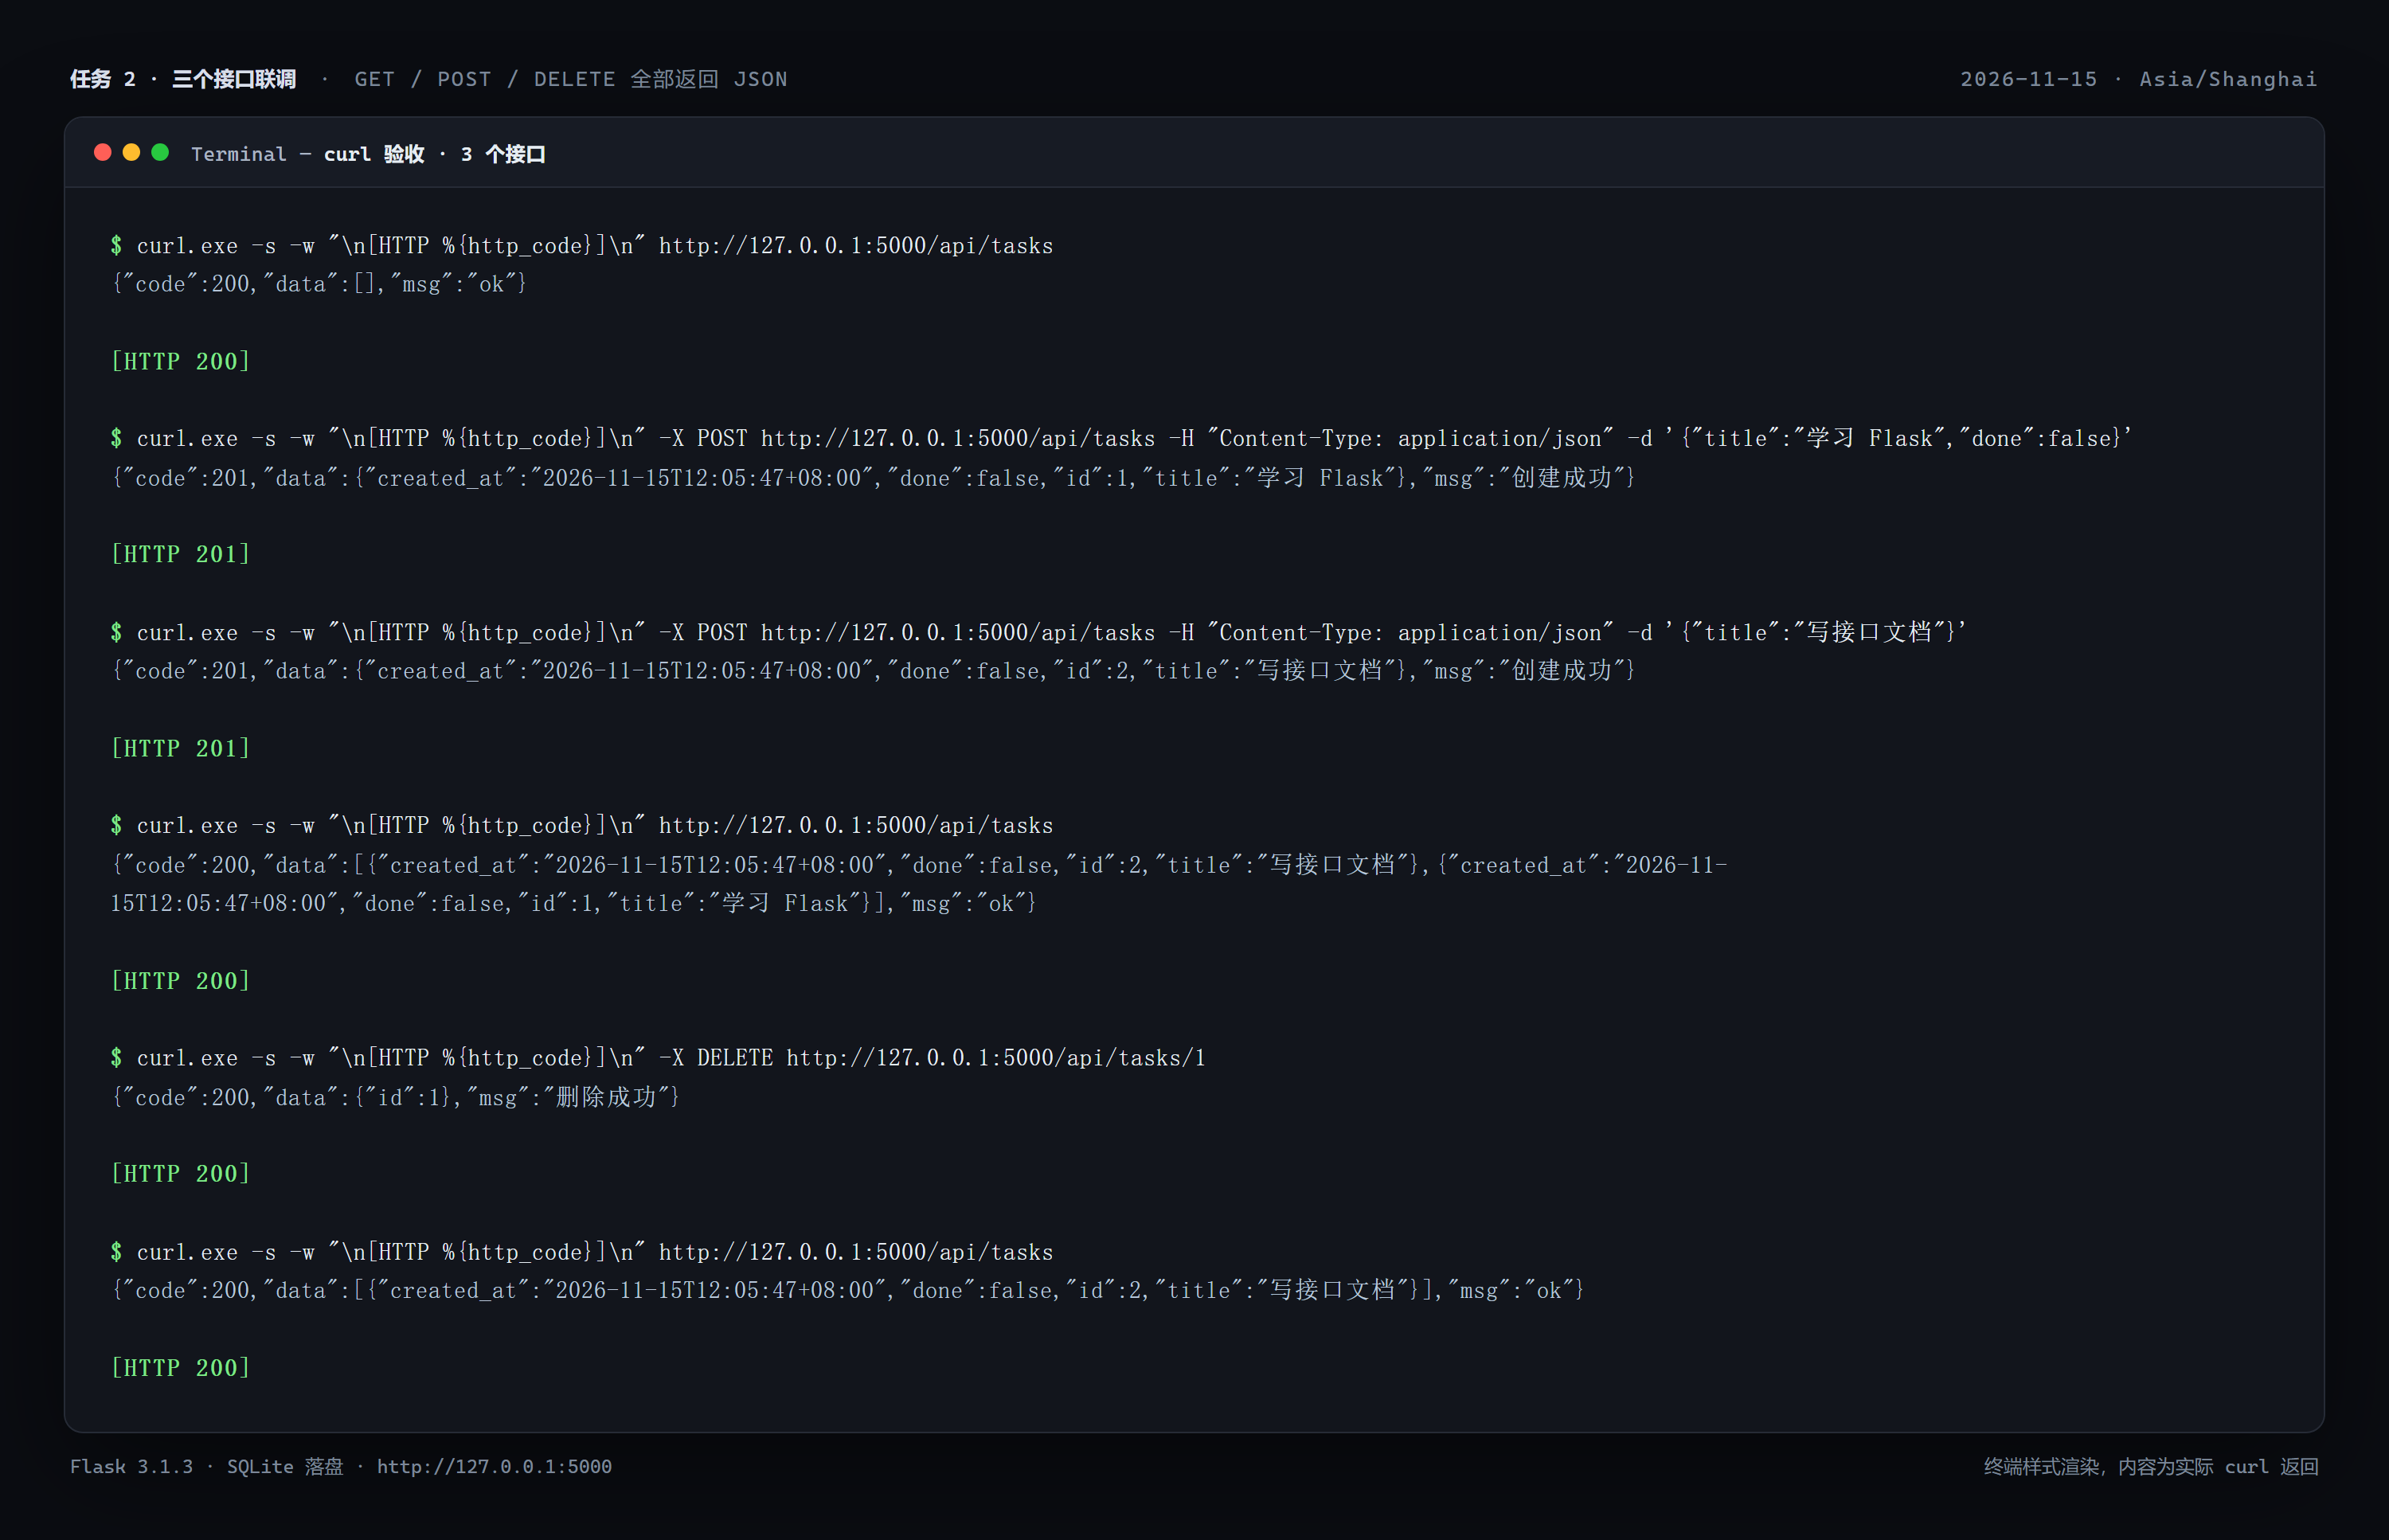 任务 2 · 三个接口联调 · GET / POST / DELETE 全部返回 JSON
2026-11-15 · Asia/Shanghai
Terminal — curl 验收 · 3 个接口
$ curl.exe -s -w "\n[HTTP %{http_code}]\n" http://127.0.0.1:5000/api/tasks
{"code":200,"data":[],"msg":"ok"}
[HTTP 200]
$ curl.exe -s -w "\n[HTTP %{http_code}]\n" -X POST http://127.0.0.1:5000/api/tasks -H "Content-Type: application/json" -d '{"title":"学习 Flask","done":false}'
{"code":201,"data":{"created_at":"2026-11-15T12:05:47+08:00","done":false,"id":1,"title":"学习 Flask"},"msg":"创建成功"}
[HTTP 201]
$ curl.exe -s -w "\n[HTTP %{http_code}]\n" -X POST http://127.0.0.1:5000/api/tasks -H "Content-Type: application/json" -d '{"title":"写接口文档"}'
{"code":201,"data":{"created_at":"2026-11-15T12:05:47+08:00","done":false,"id":2,"title":"写接口文档"},"msg":"创建成功"}
[HTTP 201]
$ curl.exe -s -w "\n[HTTP %{http_code}]\n" http://127.0.0.1:5000/api/tasks
{"code":200,"data":[{"created_at":"2026-11-15T12:05:47+08:00","done":false,"id":2,"title":"写接口文档"},{"created_at":"2026-11-
15T12:05:47+08:00","done":false,"id":1,"title":"学习 Flask"}],"msg":"ok"}
[HTTP 200]
$ curl.exe -s -w "\n[HTTP %{http_code}]\n" -X DELETE http://127.0.0.1:5000/api/tasks/1
{"code":200,"data":{"id":1},"msg":"删除成功"}
[HTTP 200]
$ curl.exe -s -w "\n[HTTP %{http_code}]\n" http://127.0.0.1:5000/api/tasks
{"code":200,"data":[{"created_at":"2026-11-15T12:05:47+08:00","done":false,"id":2,"title":"写接口文档"}],"msg":"ok"}
[HTTP 200]
Flask 3.1.3 · SQLite 落盘 · http://127.0.0.1:5000
终端样式渲染，内容为实际 curl 返回